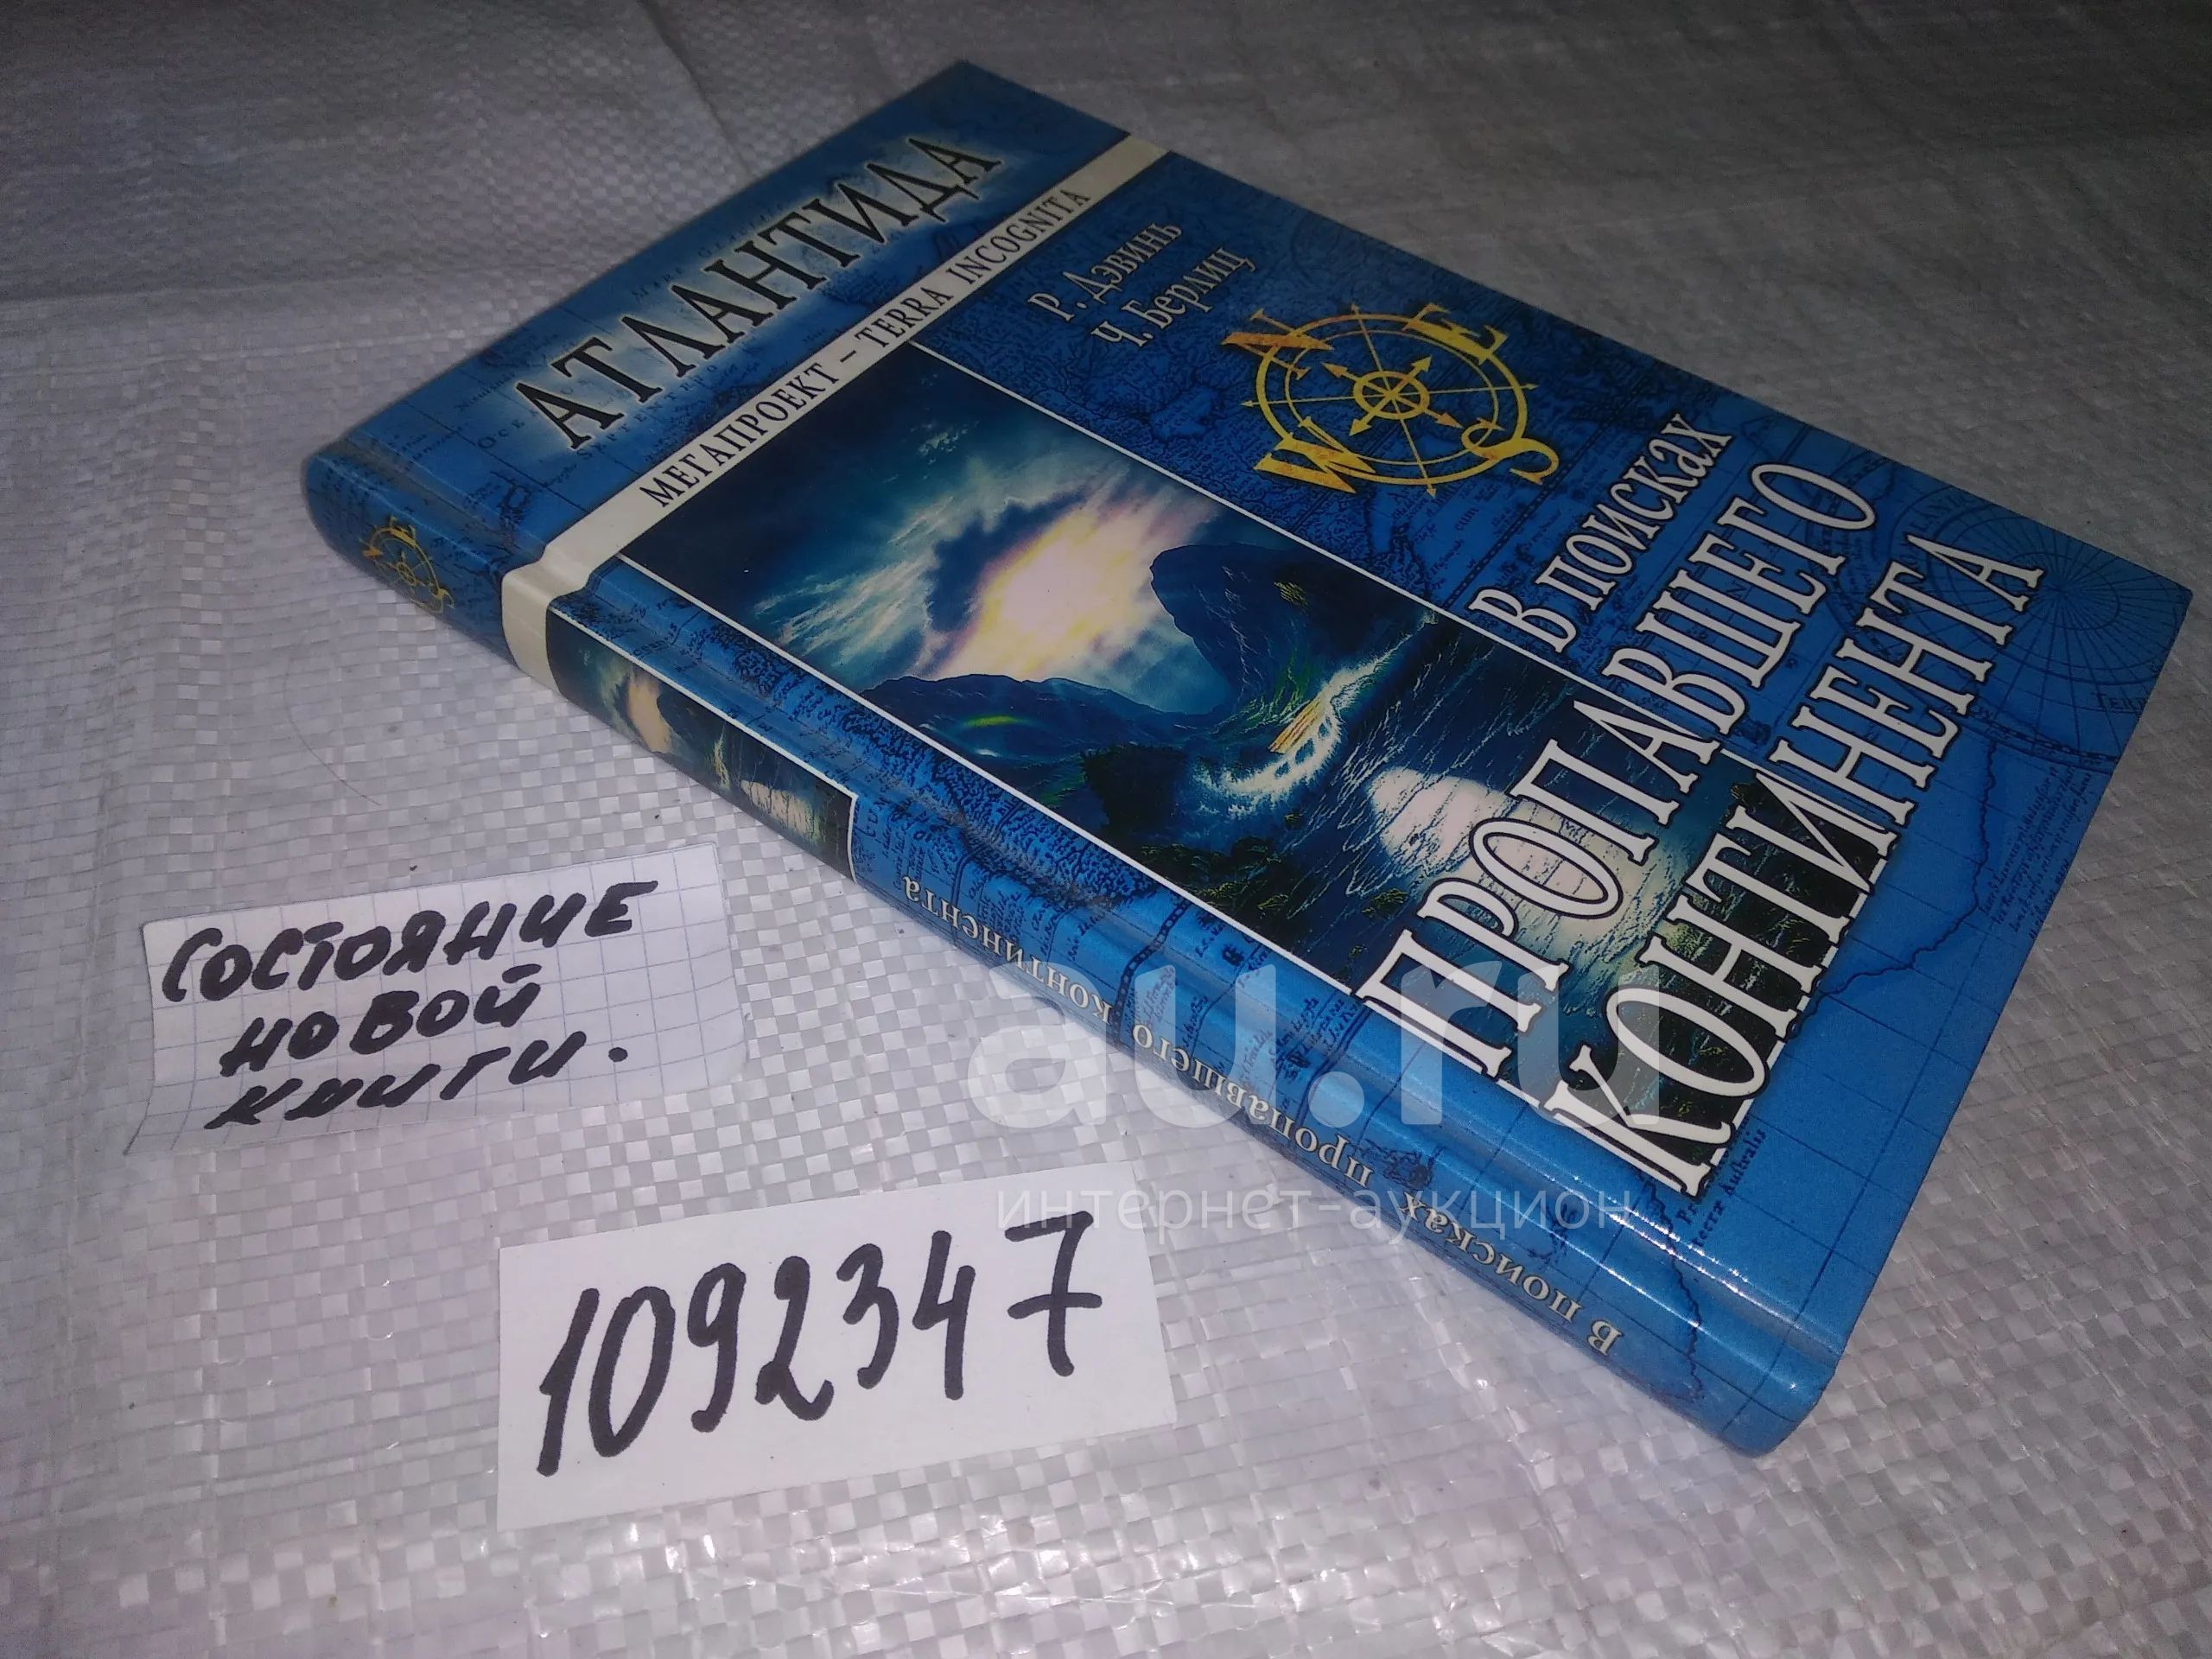 АТЛАНТИДА
МЕГАПРОЕКТ – TERRA INCOGNITA
Р. Дэвинь
Ч. Берлиц
N
E
W
S
В ПОИСКАХ
ПРОПАВШЕГО
КОНТИНЕНТА
В поисках пропавшего континента
au.ru
интернет-аукцион
СОСТОЯНИЕ
НОВОЙ
КНИГИ.
1092347